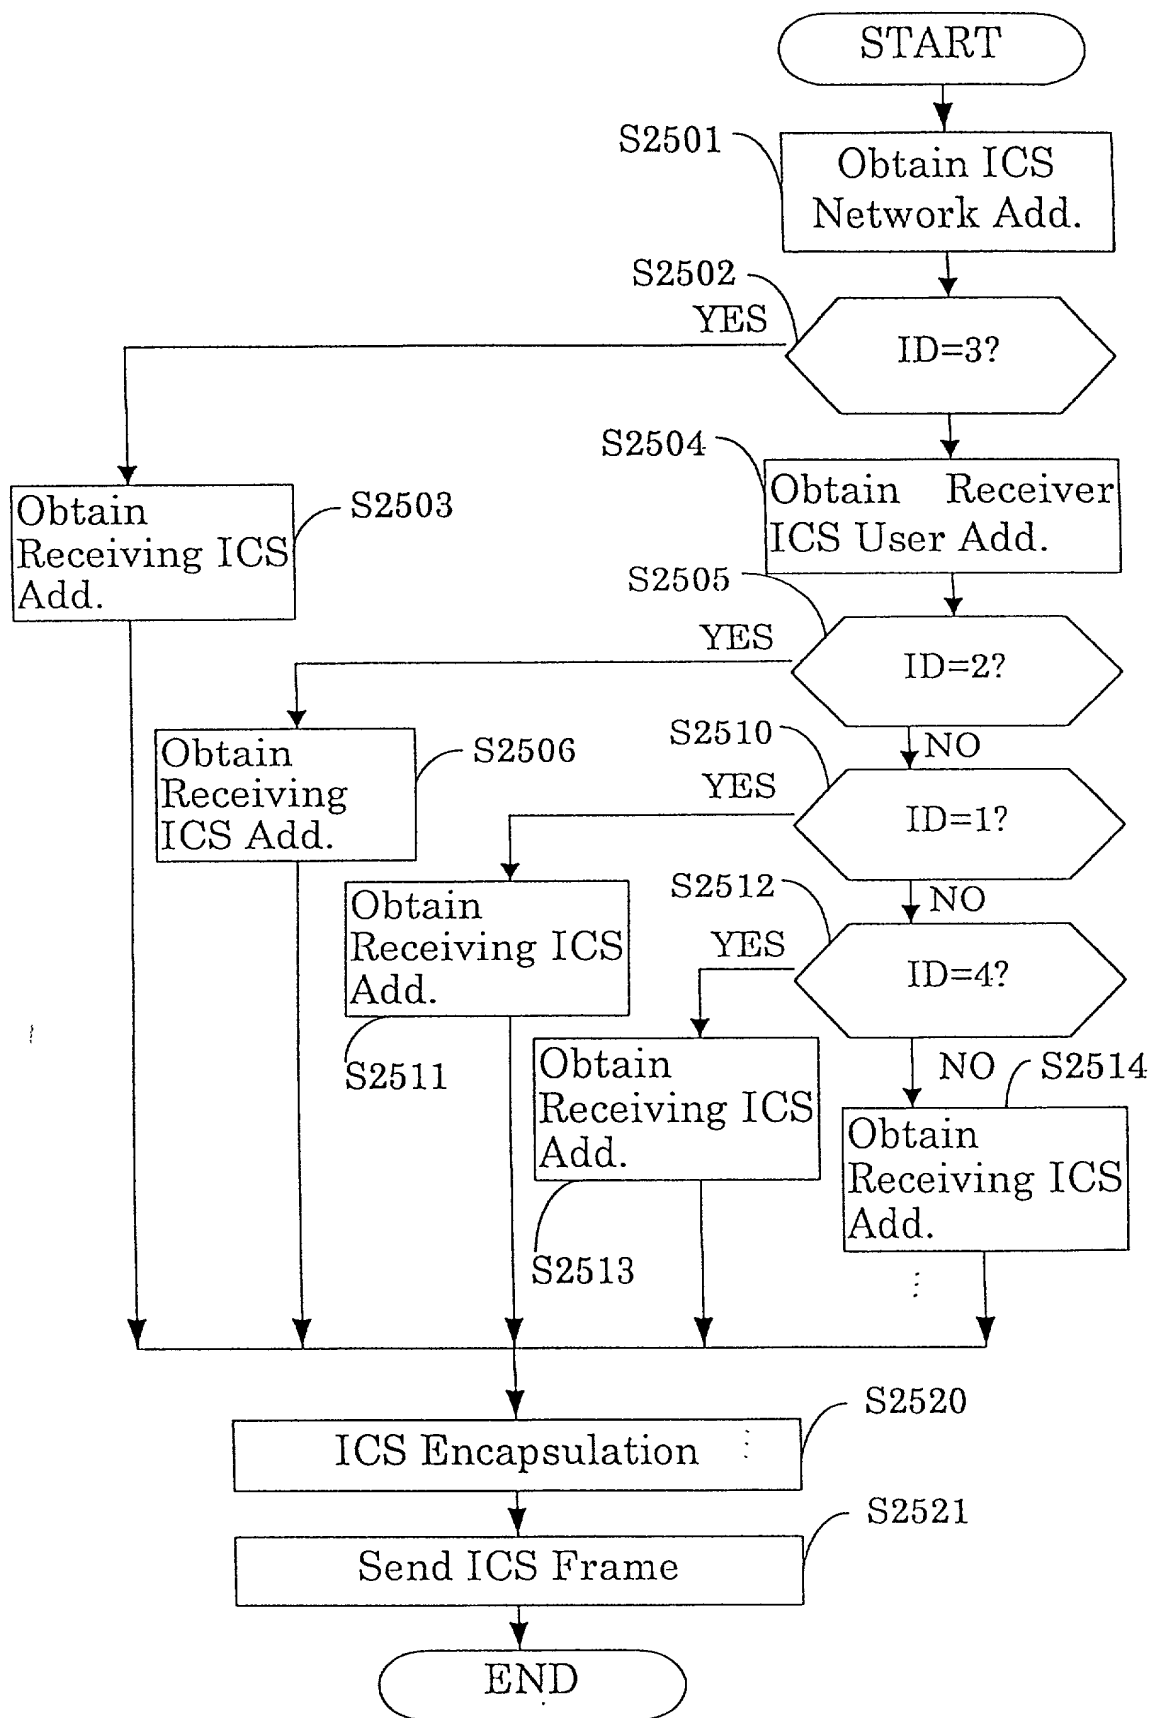 START
S2501
Obtain ICS
Network Add.
S2502
YES
ID=3?
S2504
Obtain Receiver
ICS User Add.
Obtain
Receiving ICS
Add.
S2503
S2505
YES
ID=2?
NO
Obtain
Receiving
ICS Add.
S2506
S2510
YES
ID=1?
NO
Obtain
Receiving ICS
Add.
S2511
S2512
YES
ID=4?
NO
Obtain
Receiving ICS
Add.
S2513
S2514
Obtain
Receiving ICS
Add.
S2520
ICS Encapsulation
S2521
Send ICS Frame
END